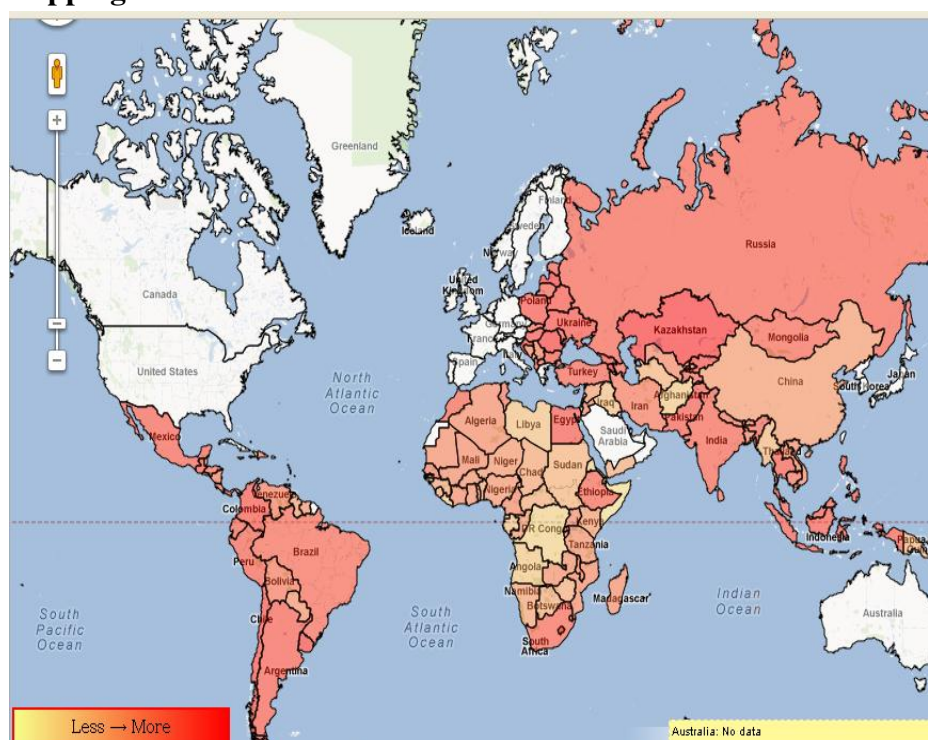 Greenland
Iceland
Finland
Sweden
Norway
Russia
United
Kingdom
Canada
Poland
Germany
Ukraine
Kazakhstan
Mongolia
France
Italy
Spain
United States
Turkey
China
South Korea
Japan
North
Atlantic
Ocean
Iraq
Iran
Afghanistan
Pakistan
Algeria
Libya
Egypt
Saudi
Arabia
India
Mexico
Mali
Niger
Chad
Sudan
Thailand
Nigeria
Ethiopia
Venezuela
Colombia
DR Congo
Kenya
Indonesia
Papua
Tanzania
Brazil
Peru
Angola
Bolivia
Namibia
Botswana
Madagascar
Indian
Ocean
Australia
South
Pacific
Ocean
Chile
South
Atlantic
Ocean
South
Africa
Argentina
Less → More
Australia: No data